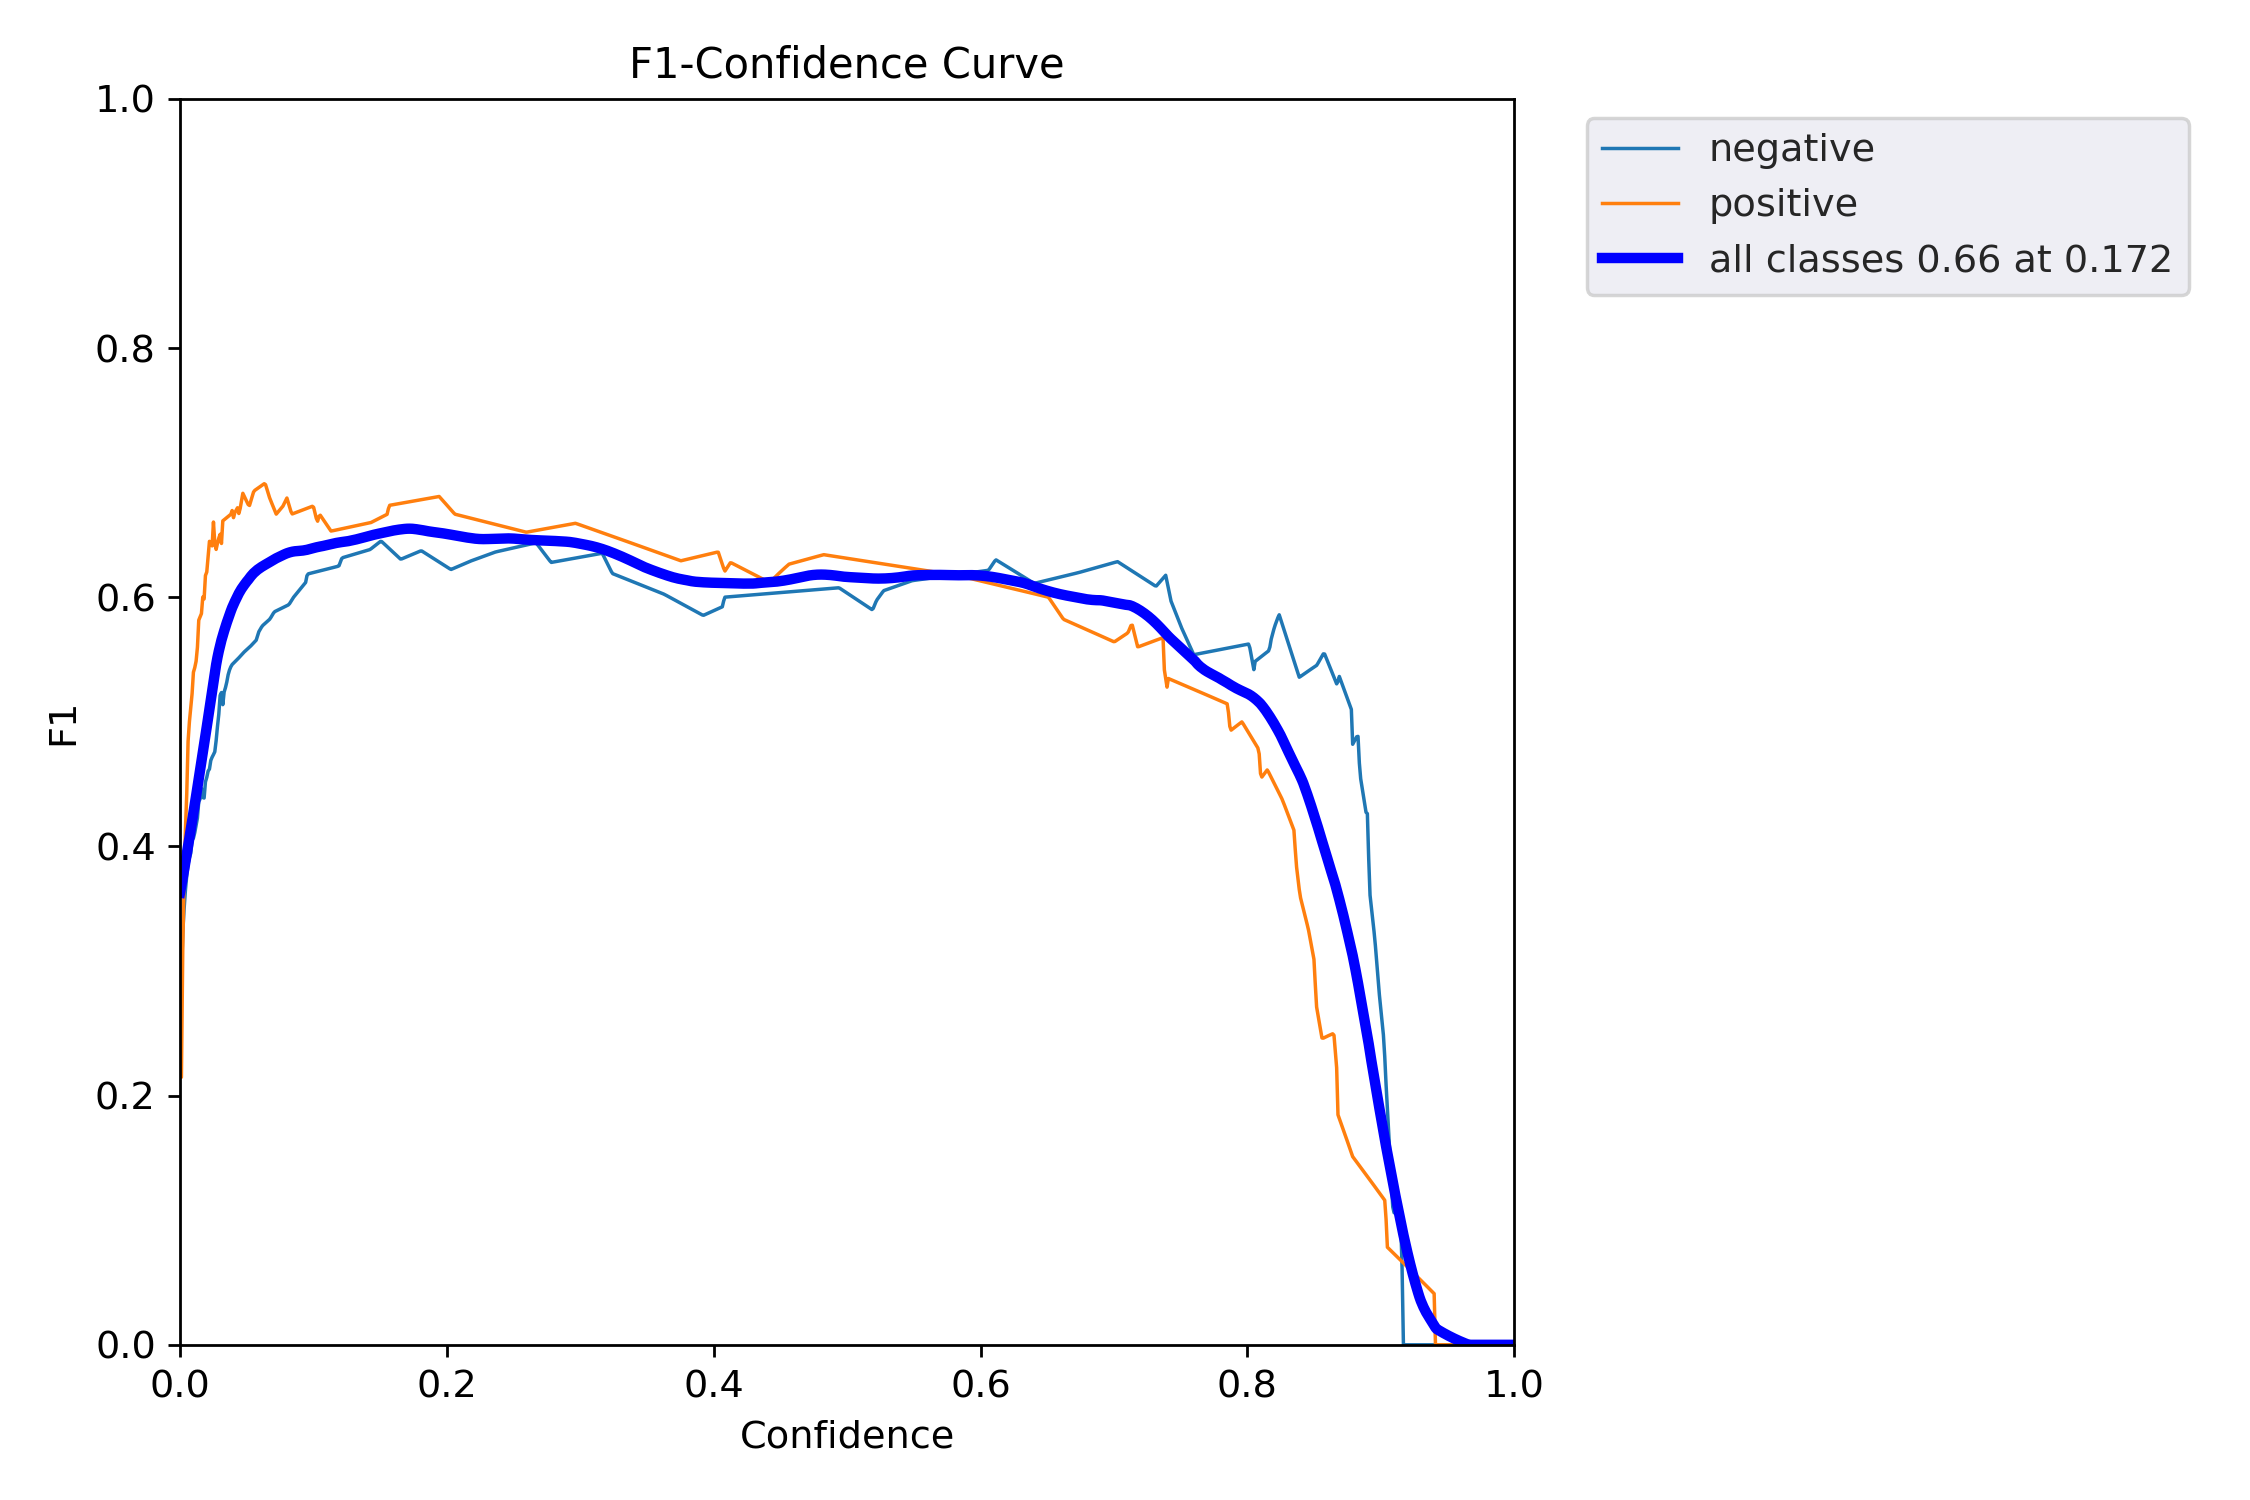 F1-Confidence Curve
1.0
0.8
0.6
0.4
0.2
0.0
F1
0.0 0.2 0.4 0.6 0.8 1.0
Confidence
negative
positive
all classes 0.66 at 0.172